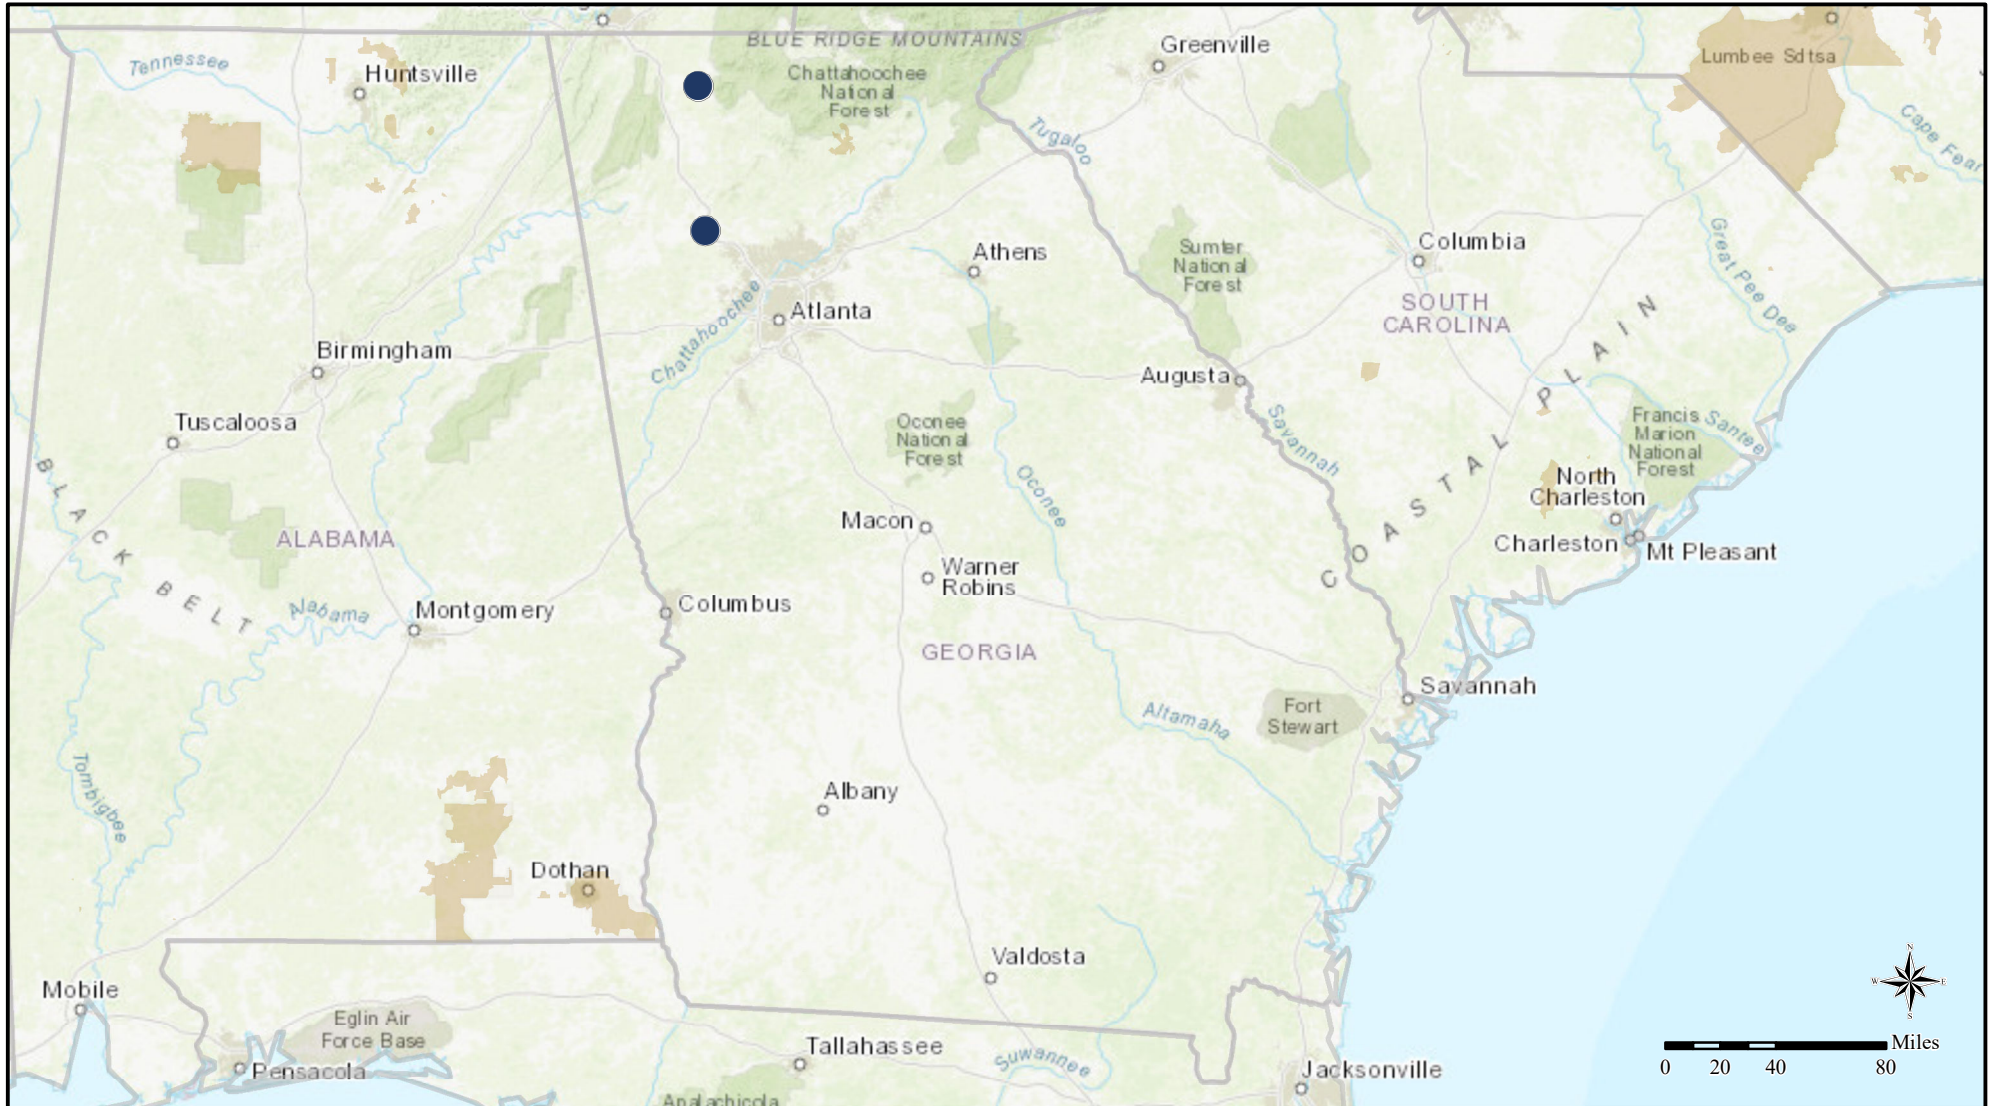 BLUE RIDGE MOUNTAINS
Tennessee
Huntsville
Chattahoochee
National
Forest
Greenville
Lumbee Sdtsa
Cape Fear
Tugaloo
Athens
Sumter
National
Forest
Columbia
Great Pee Dee
SOUTH
CAROLINA
Atlanta
Chattahoochee
Birmingham
Augusta
COASTAL PLAIN
Tuscaloosa
Oconee
National
Forest
Savannah
Francis
Marion
National
Forest
Santee
North
Charleston
Charleston
Mt Pleasant
BLACK BELT
Oconee
ALABAMA
Macon
Warner
Robins
Alabama
Montgomery
Columbus
GEORGIA
Savannah
Fort
Stewart
Altamaha
Tombigbee
Albany
Dothan
Valdosta
Mobile
Eglin Air
Force Base
Pensacola
Tallahassee
Suwannee
Jacksonville
Apalachicola
N
W E
S
Miles
0 20 40 80